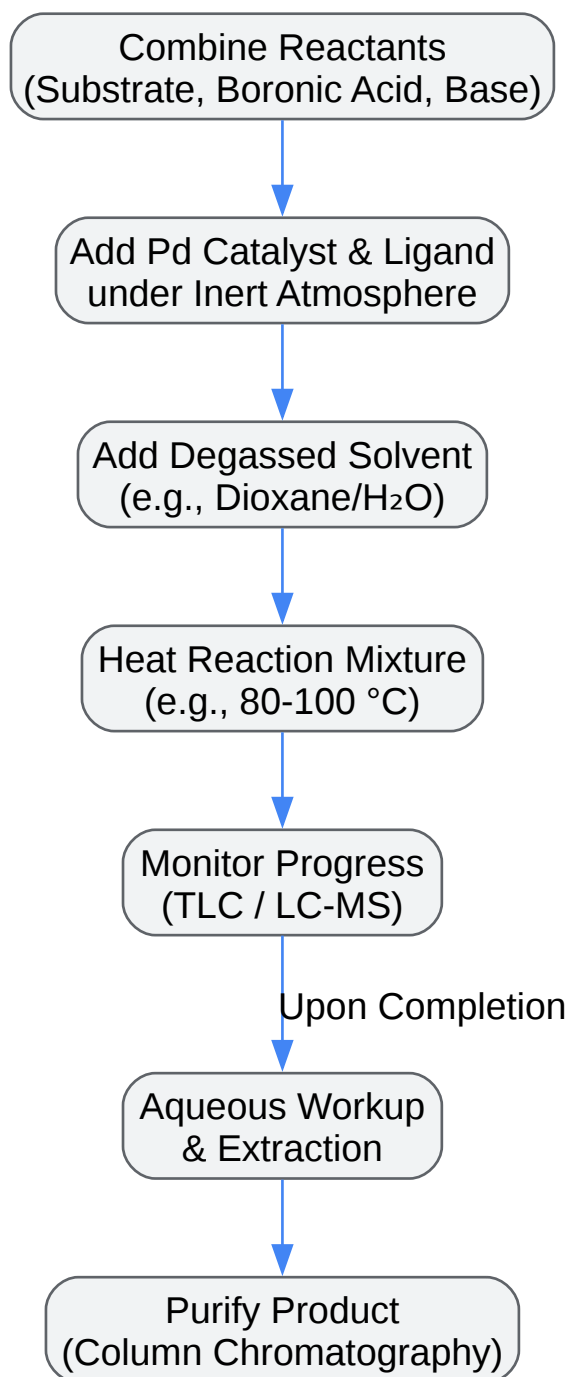 Combine Reactants
(Substrate, Boronic Acid, Base)
Add Pd Catalyst & Ligand
under Inert Atmosphere
Add Degassed Solvent
(e.g., Dioxane/H₂O)
Heat Reaction Mixture
(e.g., 80-100 °C)
Monitor Progress
(TLC / LC-MS)
Upon Completion
Aqueous Workup
& Extraction
Purify Product
(Column Chromatography)